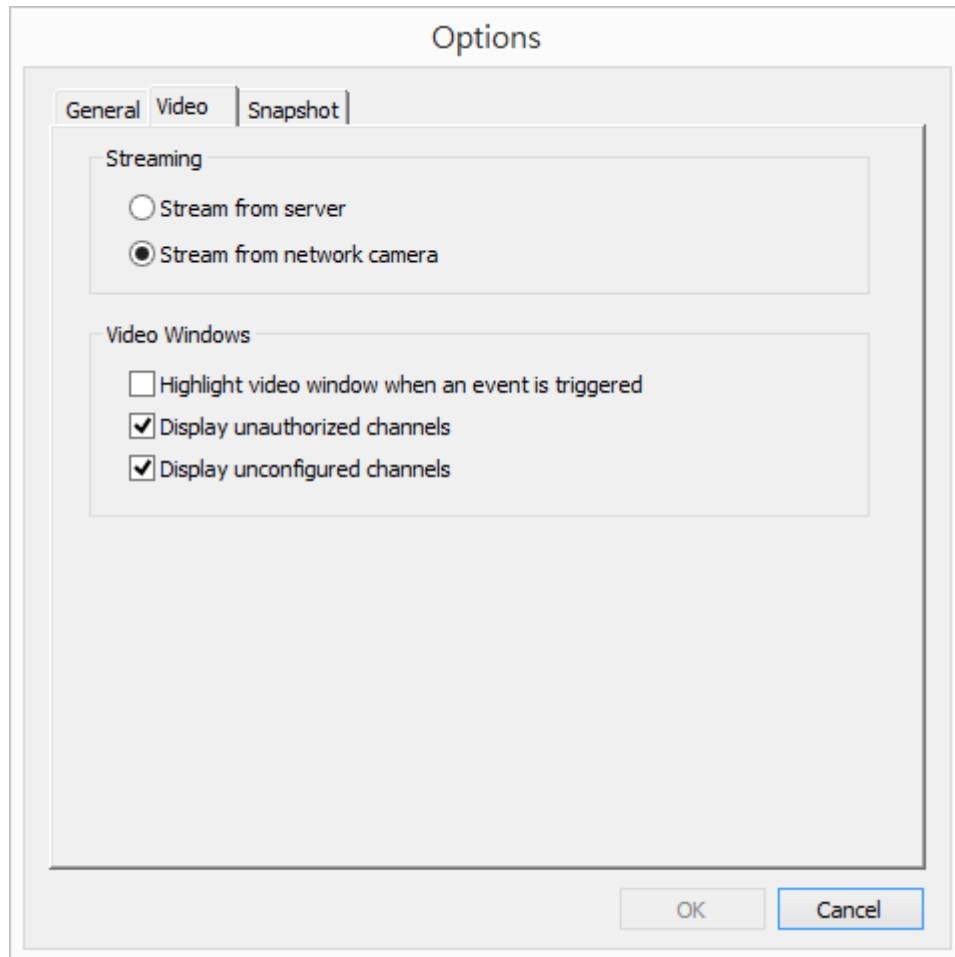 Options
General Video Snapshot
Streaming
Stream from server
Stream from network camera
Video Windows
Highlight video window when an event is triggered
Display unauthorized channels
Display unconfigured channels
OK Cancel